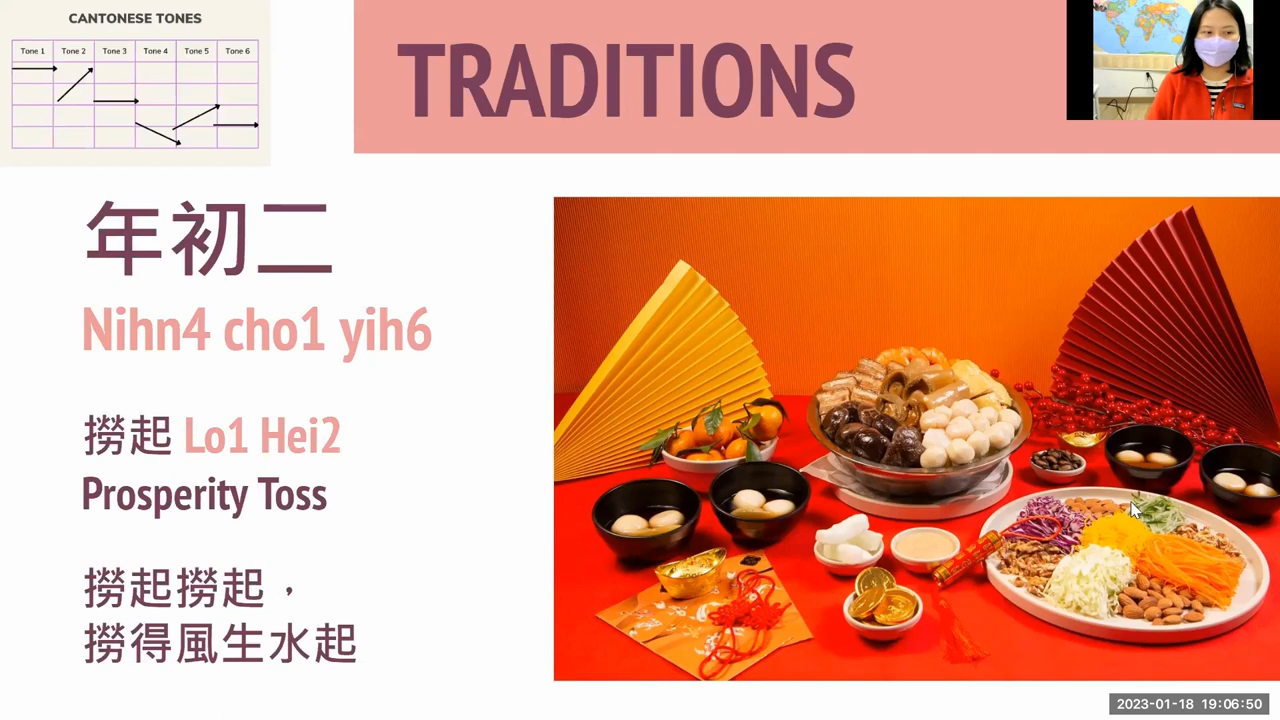 CANTONESE TONES
Tone 1 Tone 2 Tone 3 Tone 4 Tone 5 Tone 6
TRADITIONS
年初二
Nihn4 cho1 yih6
撈起 Lo1 Hei2
Prosperity Toss
撈起撈起，
撈得風生水起
2023-01-18 19:06:50